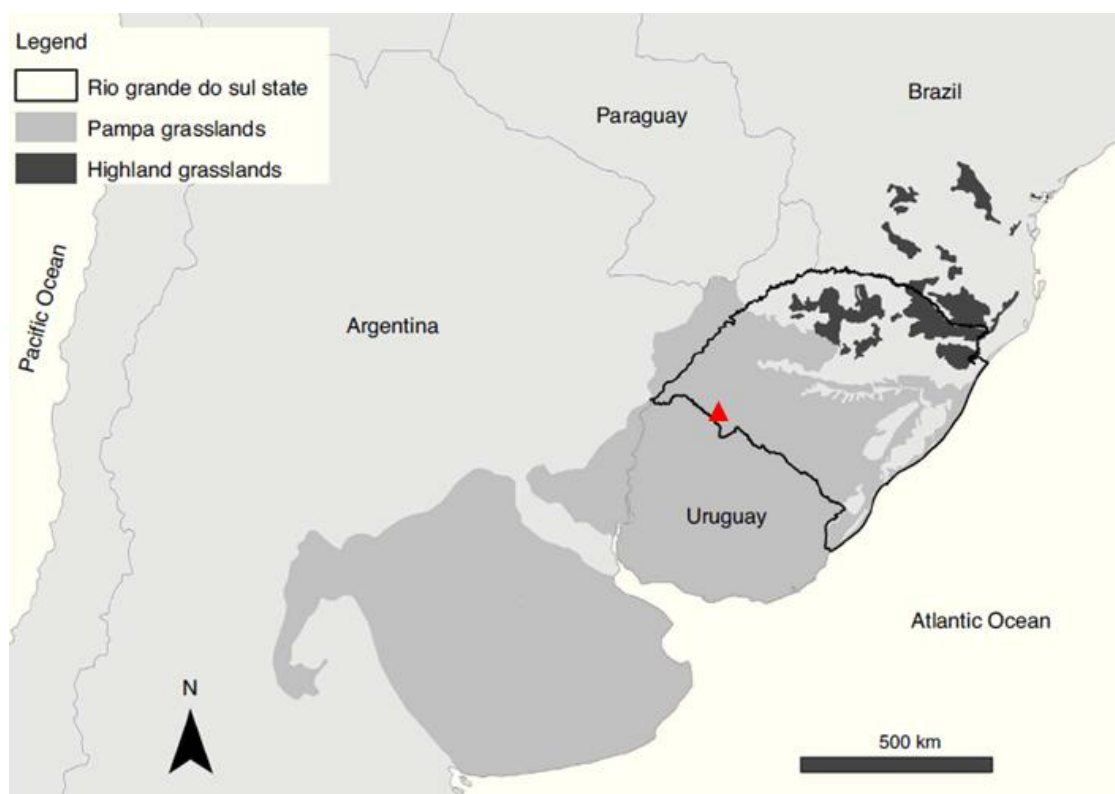 Legend
Rio grande do sul state
Pampa grasslands
Highland grasslands
Brazil
Paraguay
Pacific Ocean
Argentina
Uruguay
Atlantic Ocean
N
500 km